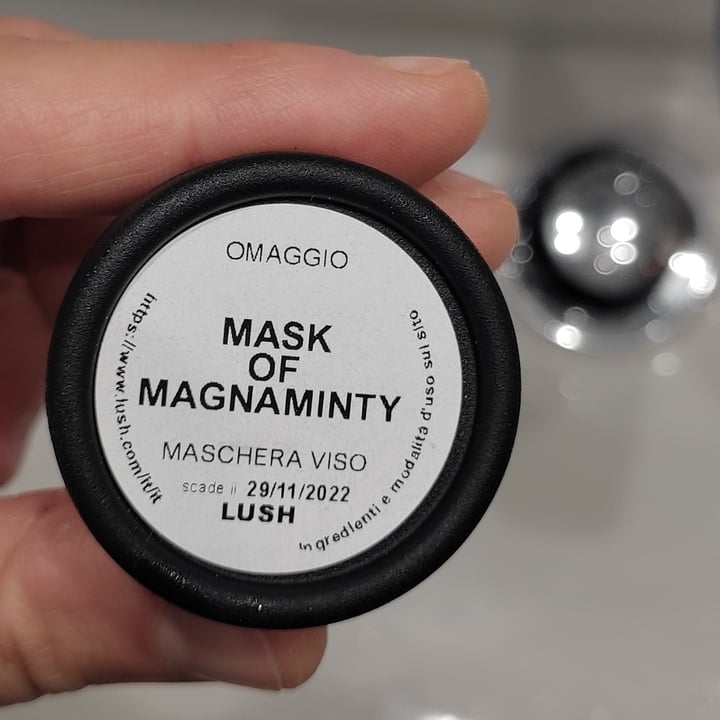 OMAGGIO
MASK
OF
MAGNAMINTY
MASCHERA VISO
scade il 29/11/2022
LUSH
https://www.lush.com/it/it
ingredienti e modalità d'uso sul sito